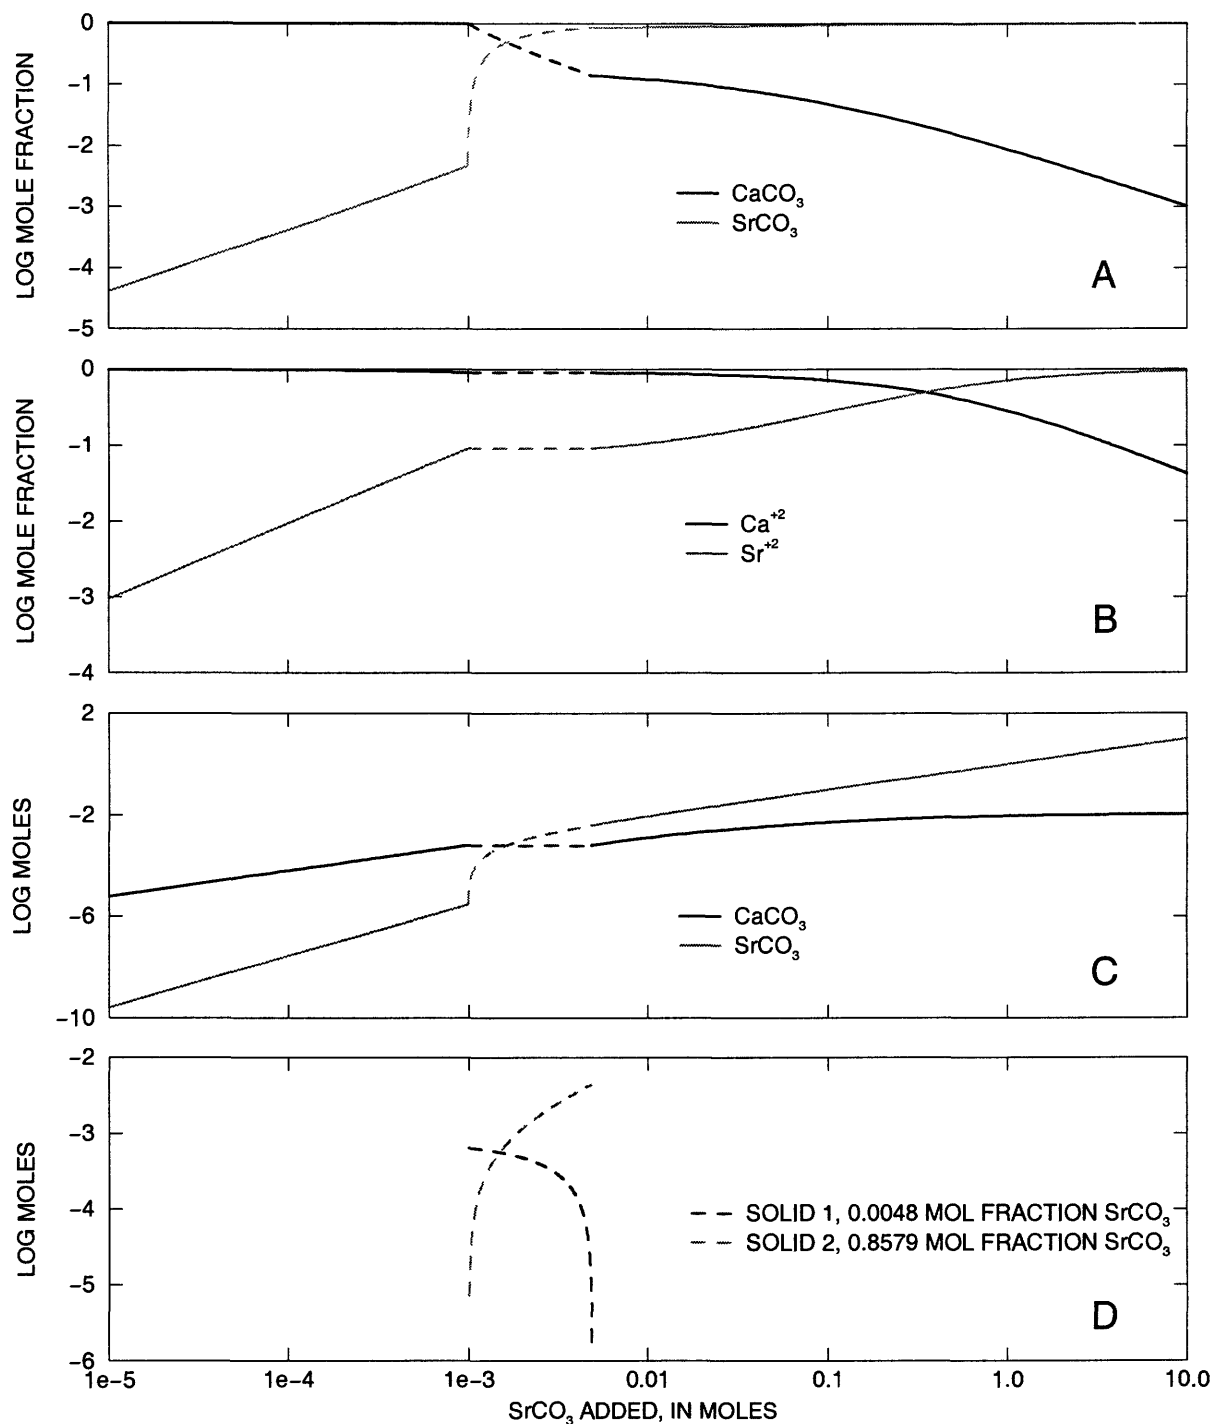 0
−1
−2
−3
−4
−5
LOG MOLE FRACTION
CaCO₃
SrCO₃
A
0
−1
−2
−3
−4
LOG MOLE FRACTION
Ca⁺²
Sr⁺²
B
2
−2
−6
−10
LOG MOLES
CaCO₃
SrCO₃
C
−2
−3
−4
−5
−6
LOG MOLES
SOLID 1, 0.0048 MOL FRACTION SrCO₃
SOLID 2, 0.8579 MOL FRACTION SrCO₃
D
1e−5 1e−4 1e−3 0.01 0.1 1.0 10.0
SrCO₃ ADDED, IN MOLES